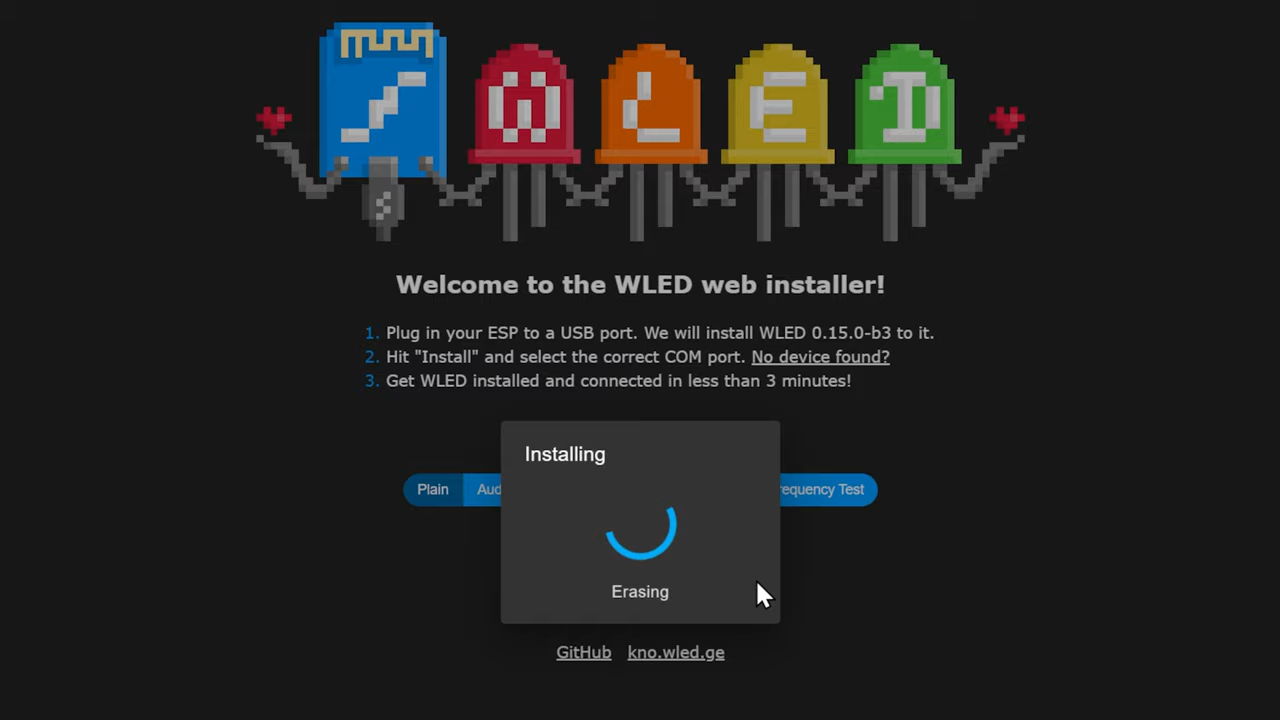 WLED
Welcome to the WLED web installer!
1. Plug in your ESP to a USB port. We will install WLED 0.15.0-b3 to it.
2. Hit "Install" and select the correct COM port. No device found?
3. Get WLED installed and connected in less than 3 minutes!
Installing
Plain
Erasing
GitHub kno.wled.ge